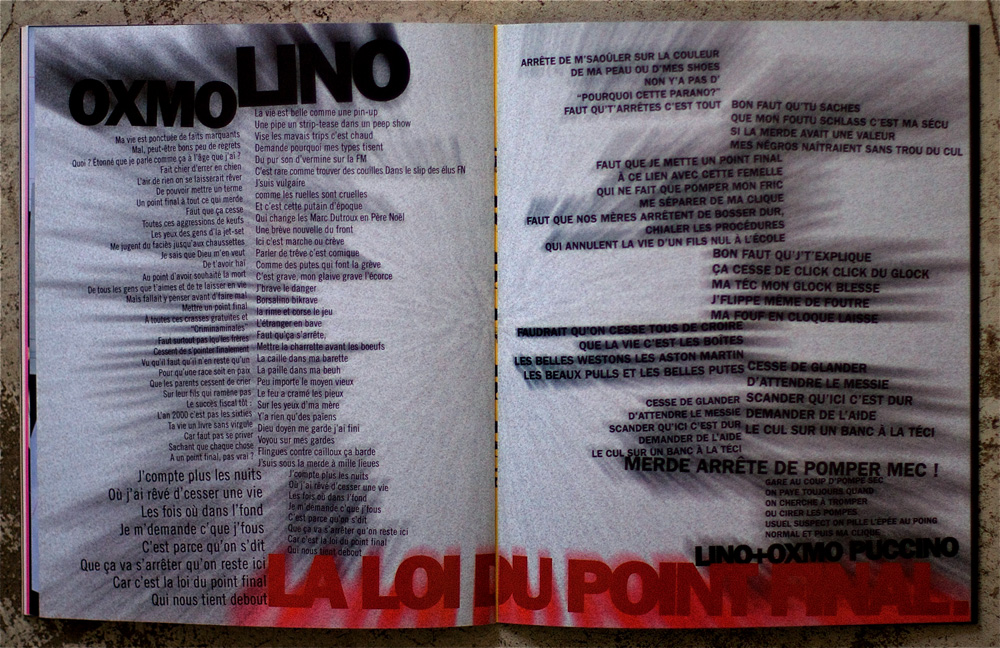 OXMO
Ma vie est ponctuée de faits marquants
Mal, peut-être bons peu de regrets
Quoi ? Étonné que je parle comme ça à l'âge que j'ai ?
Fait chier d'errer en chien
L'air de rien on se laisserait rêver
De pouvoir mettre un terme
Un point final à tout ce qui merde
Faut que ça cesse
Toutes ces aggressions de keufs
Les yeux des gens d'la jet-set
Me jugent du faciès jusqu'aux chaussettes
Je sais que Dieu m'en veut
De t'avoir haï
Au point d'avoir souhaité la mort
De tous les gens que t'aimes et de te laisser en vie
Mais fallait y penser avant d'faire mal
Mettre un point final
À toutes ces crasses gratuites et
"Criminaminales"
Faut surtout pas qu'les frères
Cessent de s'pointer finalement
Vu qu'il faut qu'il n'en reste qu'un
Pour qu'une race soit en paix
Que les parents cessent de crier
Sur leur fils qui ramène pas
Le succès fiscal tôt :
L'an 2000 c'est pas les sixties
Ta vie un livre sans virgule
Car faut pas se priver
Sachant que chaque chose
A un point final, pas vrai ?
J'compte plus les nuits
Où j'ai rêvé d'cesser une vie
Les fois où dans l'fond
Je m'demande c'que j'fous
C'est parce qu'on s'dit
Que ça va s'arrêter qu'on reste ici
Car c'est la loi du point final
Qui nous tient debout
LINO
La vie est belle comme une pin-up
Une pipe un strip-tease dans un peep show
Vise les mavais trips c'est chaud
Demande pourquoi mes types tisent
Du pur son d'vermine sur la FM
C'est rare comme trouver des couilles Dans le slip des élus FN
J'suis vulgaire
comme les ruelles sont cruelles
Et c'est cette putain d'époque
Qui change les Marc Dutroux en Père Noël
Une brève nouvelle du front
Ici c'est marche ou crève
Parler de trêve c'est comique
Comme des putes qui font la grève
C'est grave, mon glaive grave l'écorce
J'brave le danger
Borsalino bikrave
la rime et corse le jeu
L'étranger en bave
Faut qu'ça s'arrête,
Mettre la charrette avant les boeufs
La caille dans ma barette
La paille dans ma beuh
Peu importe le moyen vieux
Le feu a cramé les pieux
Sur les yeux d'ma mère
Y'a rien qu'des païens
Dieu doyen me garde j'ai fini
Voyou sur mes gardes
Flingues contre cailloux ça barde
J'suis sous la merde à mille lieues
J'compte plus les nuits
Où j'ai rêvé d'cesser une vie
Les fois où dans l'fond
Je m'demande c'que j'fous
C'est parce qu'on s'dit
Que ça va s'arrêter qu'on reste ici
Car c'est la loi du point final
Qui nous tient debout
ARRÊTE DE M'SAOÛLER SUR LA COULEUR
DE MA PEAU OU D'MES SHOES
NON Y'A PAS D'
"POURQUOI CETTE PARANO?"
FAUT QU'T'ARRÊTES C'EST TOUT
BON FAUT QU'TU SACHES
QUE MON FOUTU SCHLASS C'EST MA SÉCU
SI LA MERDE AVAIT UNE VALEUR
MES NÉGROS NAÎTRAIENT SANS TROU DU CUL
FAUT QUE JE METTE UN POINT FINAL
À CE LIEN AVEC CETTE FEMELLE
QUI NE FAIT QUE POMPER MON FRIC
ME SÉPARER DE MA CLIQUE
FAUT QUE NOS MÈRES ARRÊTENT DE BOSSER DUR,
CHIALER LES PROCÉDURES
QUI ANNULENT LA VIE D'UN FILS NUL À L'ÉCOLE
BON FAUT QU'J'T'EXPLIQUE
ÇA CESSE DE CLICK CLICK DU GLOCK
MA TÉC MON GLOCK BLESSE
J'FLIPPE MÊME DE FOUTRE
MA FOUF EN CLOQUE LAISSE
FAUDRAIT QU'ON CESSE TOUS DE CROIRE
QUE LA VIE C'EST LES BOÎTES
LES BELLES WESTONS LES ASTON MARTIN
LES BEAUX PULLS ET LES BELLES PUTES
CESSE DE GLANDER
D'ATTENDRE LE MESSIE
SCANDER QU'ICI C'EST DUR
DEMANDER DE L'AIDE
LE CUL SUR UN BANC À LA TÉCI
CESSE DE GLANDER
D'ATTENDRE LE MESSIE
SCANDER QU'ICI C'EST DUR
DEMANDER DE L'AIDE
LE CUL SUR UN BANC À LA TÉCI
MERDE ARRÊTE DE POMPER MEC !
GARE AU COUP D'POMPE SEC
ON PAYE TOUJOURS QUAND
ON CHERCHE À TROMPER
OU CIRER LES POMPES
USUEL SUSPECT ON PILLE L'ÉPÉE AU POING
NORMAL ET PUIS MA CLIQUE
LINO+OXMO PUCCINO
LA LOI DU POINT FINAL.